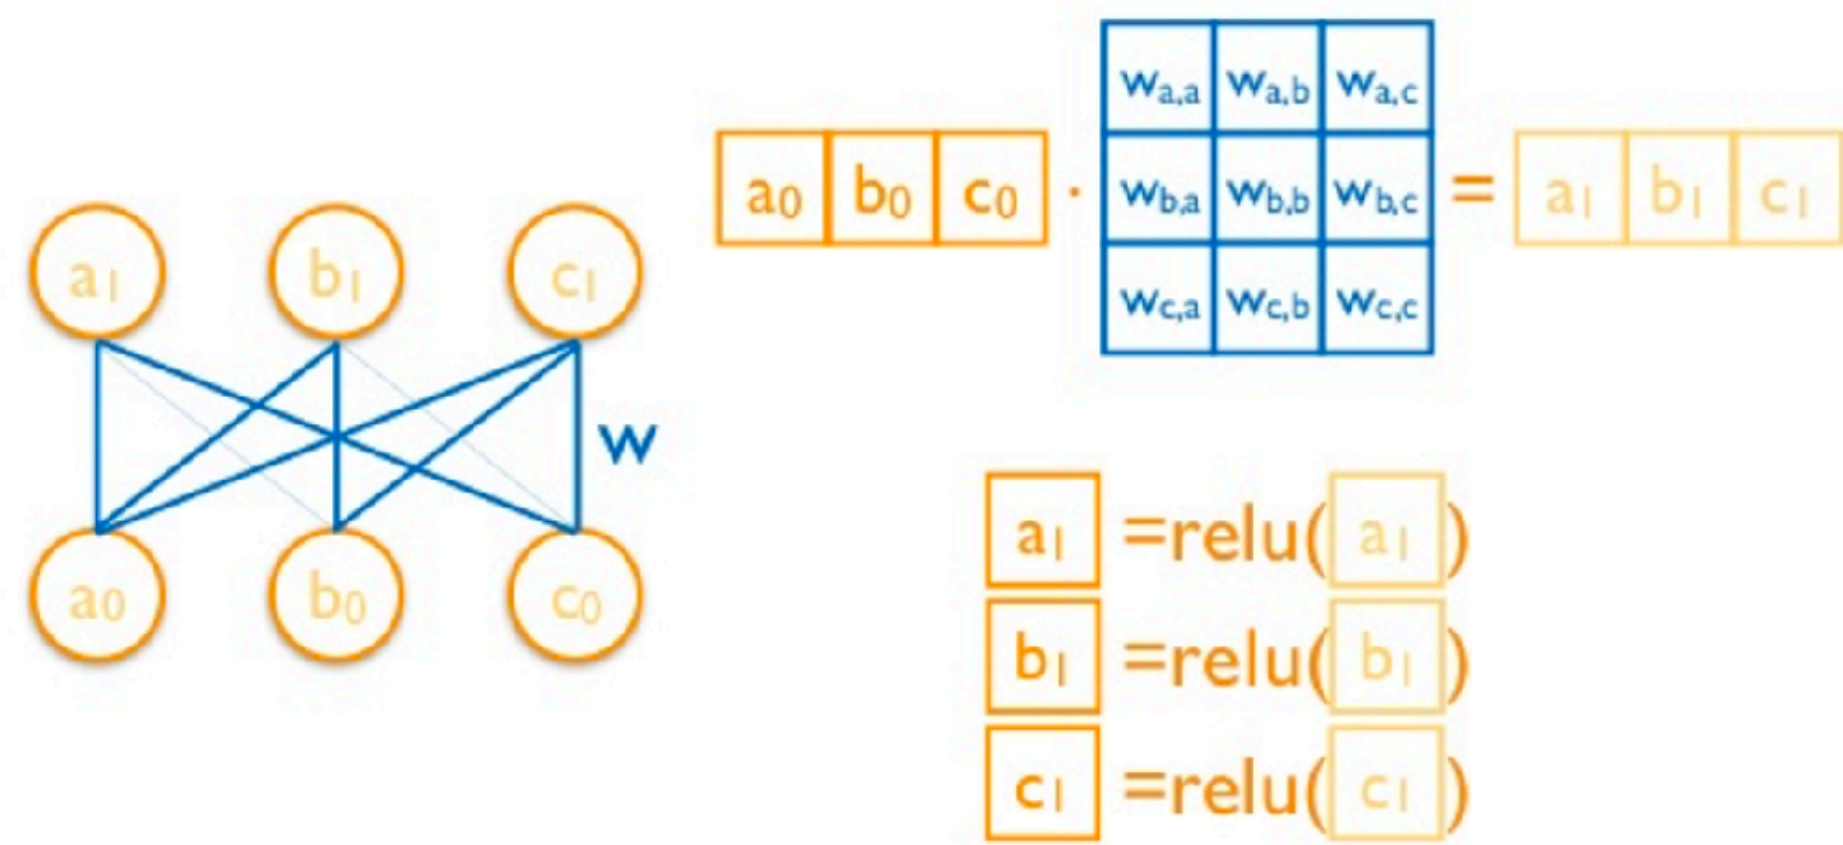 a₁ b₁ c₁
w
a₀ b₀ c₀
a₀ b₀ c₀ · = a₁ b₁ c₁
wa,a wa,b wa,c
wb,a wb,b wb,c
wc,a wc,b wc,c
a₁ =relu( a₁ )
b₁ =relu( b₁ )
c₁ =relu( c₁ )